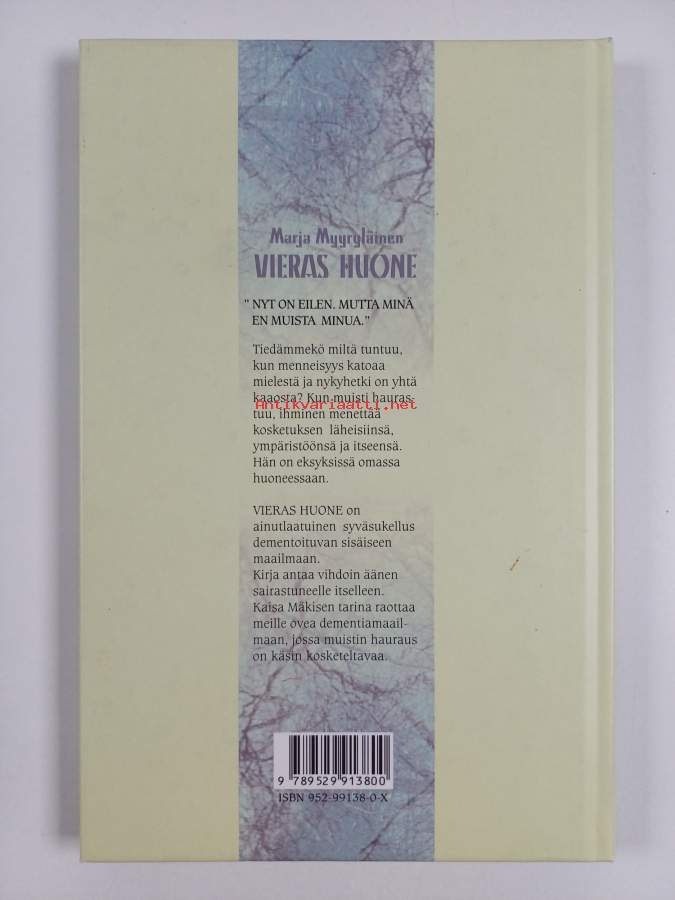 Marja Myyryläinen
VIERAS HUONE
" NYT ON EILEN. MUTTA MINÄ
EN MUISTA MINUA."
Tiedämmekö miltä tuntuu,
kun menneisyys katoaa
mielestä ja nykyhetki on yhtä
kaaosta? Kun muisti hauras-
Antikvariaatti.net
tuu, ihminen menettää
kosketuksen läheisiinsä,
ympäristöönsä ja itseensä.
Hän on eksyksissä omassa
huoneessaan.
VIERAS HUONE on
ainutlaatuinen syväsukellus
dementoituvan sisäiseen
maailmaan.
Kirja antaa vihdoin äänen
sairastuneelle itselleen.
Kaisa Mäkisen tarina raottaa
meille ovea dementiamaail-
maan, jossa muistin hauraus
on käsin kosketeltavaa.
9 789529 913800
ISBN 952-99138-0-X